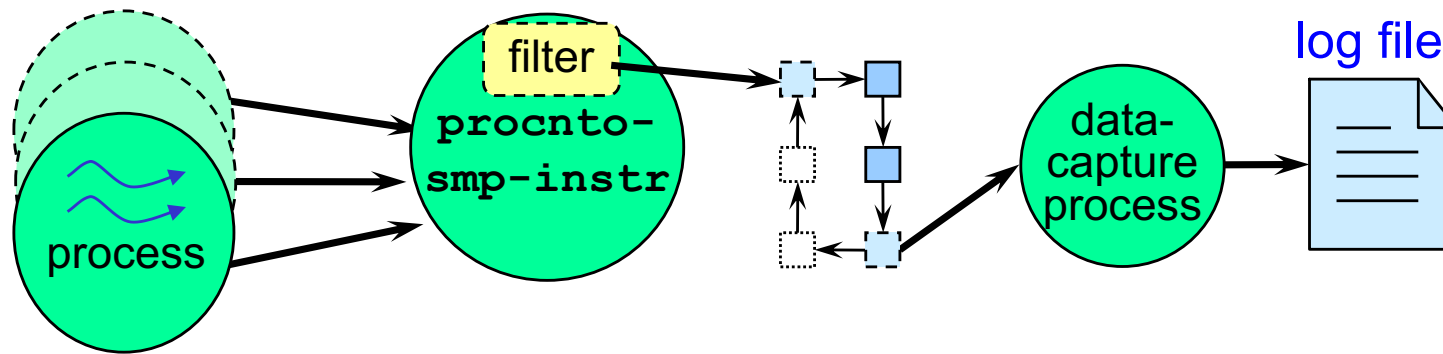 process
filter
procnto-
smp-instr
data-
capture
process
log file